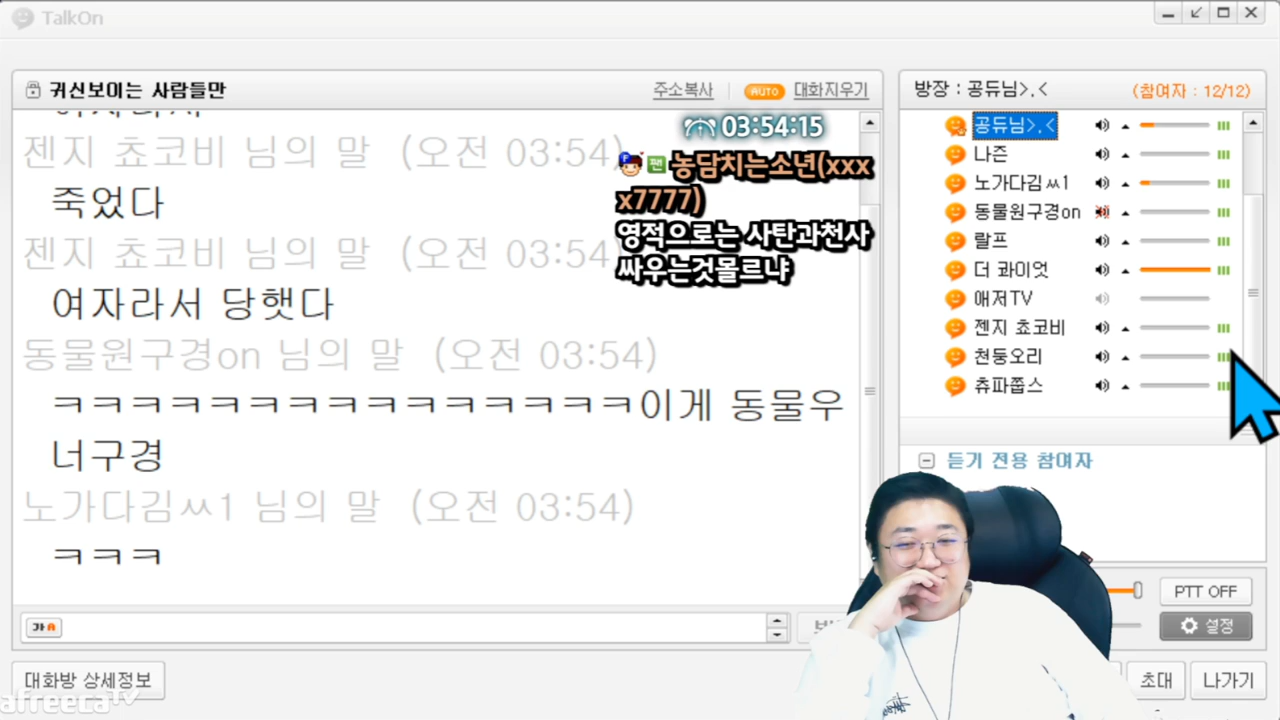 TalkOn
귀신보이는 사람들만
주소복사
AUTO 대화지우기
방장 : 공듀님>.<
(참여자 : 12/12)
03:54:15
젠지 쵸코비 님의 말 (오전 03:54)
죽었다
젠지 쵸코비 님의 말 (오전 03:54
여자라서 당햇다
동물원구경on 님의 말 (오전 03:54)
ㅋㅋㅋㅋㅋㅋㅋㅋㅋㅋㅋㅋㅋㅋㅋ이게 동물우
너구경
노가다김ㅆ1 님의 말 (오전 03:54)
ㅋㅋㅋ
F 팬 농담치는소년(xxx
x7777)
영적으로는 사탄과천사
싸우는것몰르냐
공듀님>.<
나즌
노가다김ㅆ1
동물원구경on
랄프
더 콰이엇
애저TV
젠지 쵸코비
천둥오리
츄파쫍스
듣기 전용 참여자
PTT OFF
설정
가a
대화방 상세정보
초대
나가기
afreecaTV